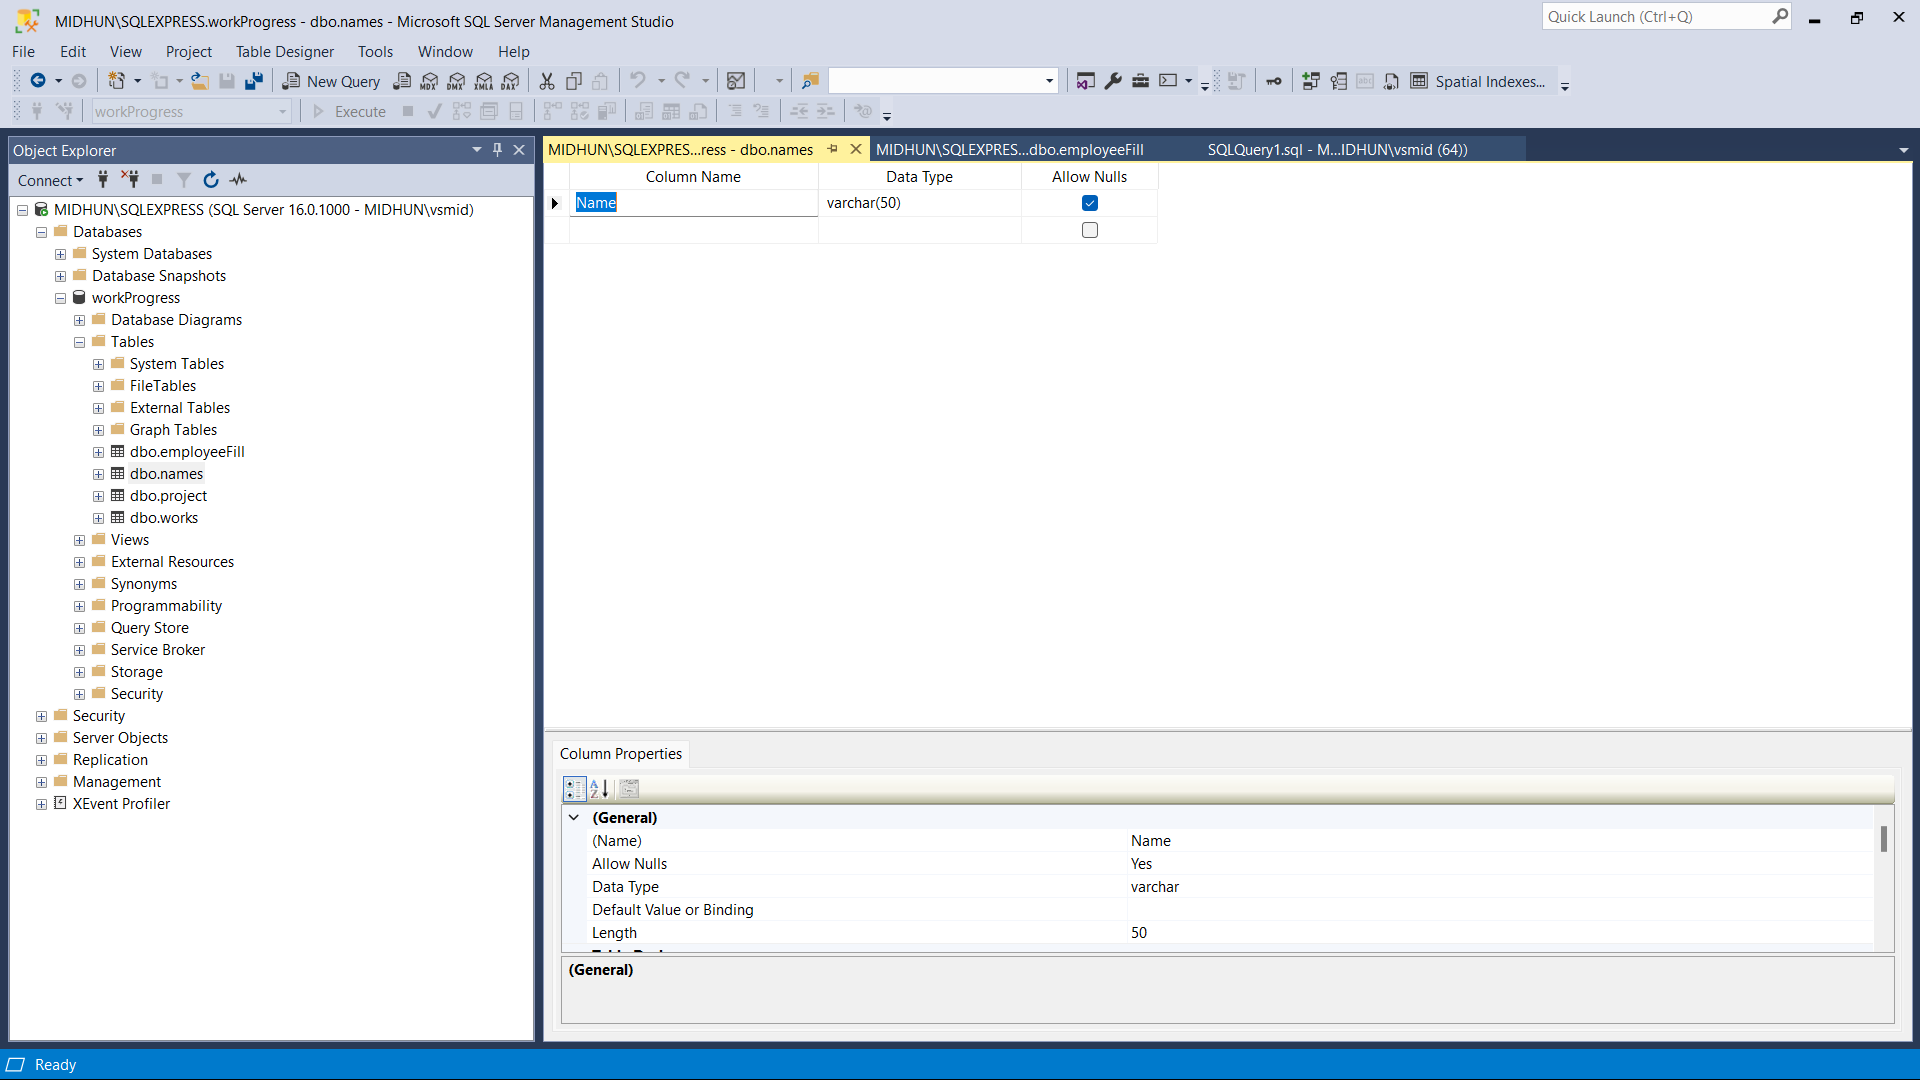 MIDHUN\SQLEXPRESS.workProgress - dbo.names - Microsoft SQL Server Management Studio
Quick Launch (Ctrl+Q)
File Edit View Project Table Designer Tools Window Help
New Query MDX DMX XMLA DAX Spatial Indexes...
workProgress Execute
Object Explorer
Connect
MIDHUN\SQLEXPRESS (SQL Server 16.0.1000 - MIDHUN\vsmid)
Databases
System Databases
Database Snapshots
workProgress
Database Diagrams
Tables
System Tables
FileTables
External Tables
Graph Tables
dbo.employeeFill
dbo.names
dbo.project
dbo.works
Views
External Resources
Synonyms
Programmability
Query Store
Service Broker
Storage
Security
Security
Server Objects
Replication
Management
XEvent Profiler
MIDHUN\SQLEXPRES...ress - dbo.names MIDHUN\SQLEXPRES...dbo.employeeFill SQLQuery1.sql - M...IDHUN\vsmid (64))
Column Name Data Type Allow Nulls
Name varchar(50)
Column Properties
(General)
(Name) Name
Allow Nulls Yes
Data Type varchar
Default Value or Binding
Length 50
(General)
Ready